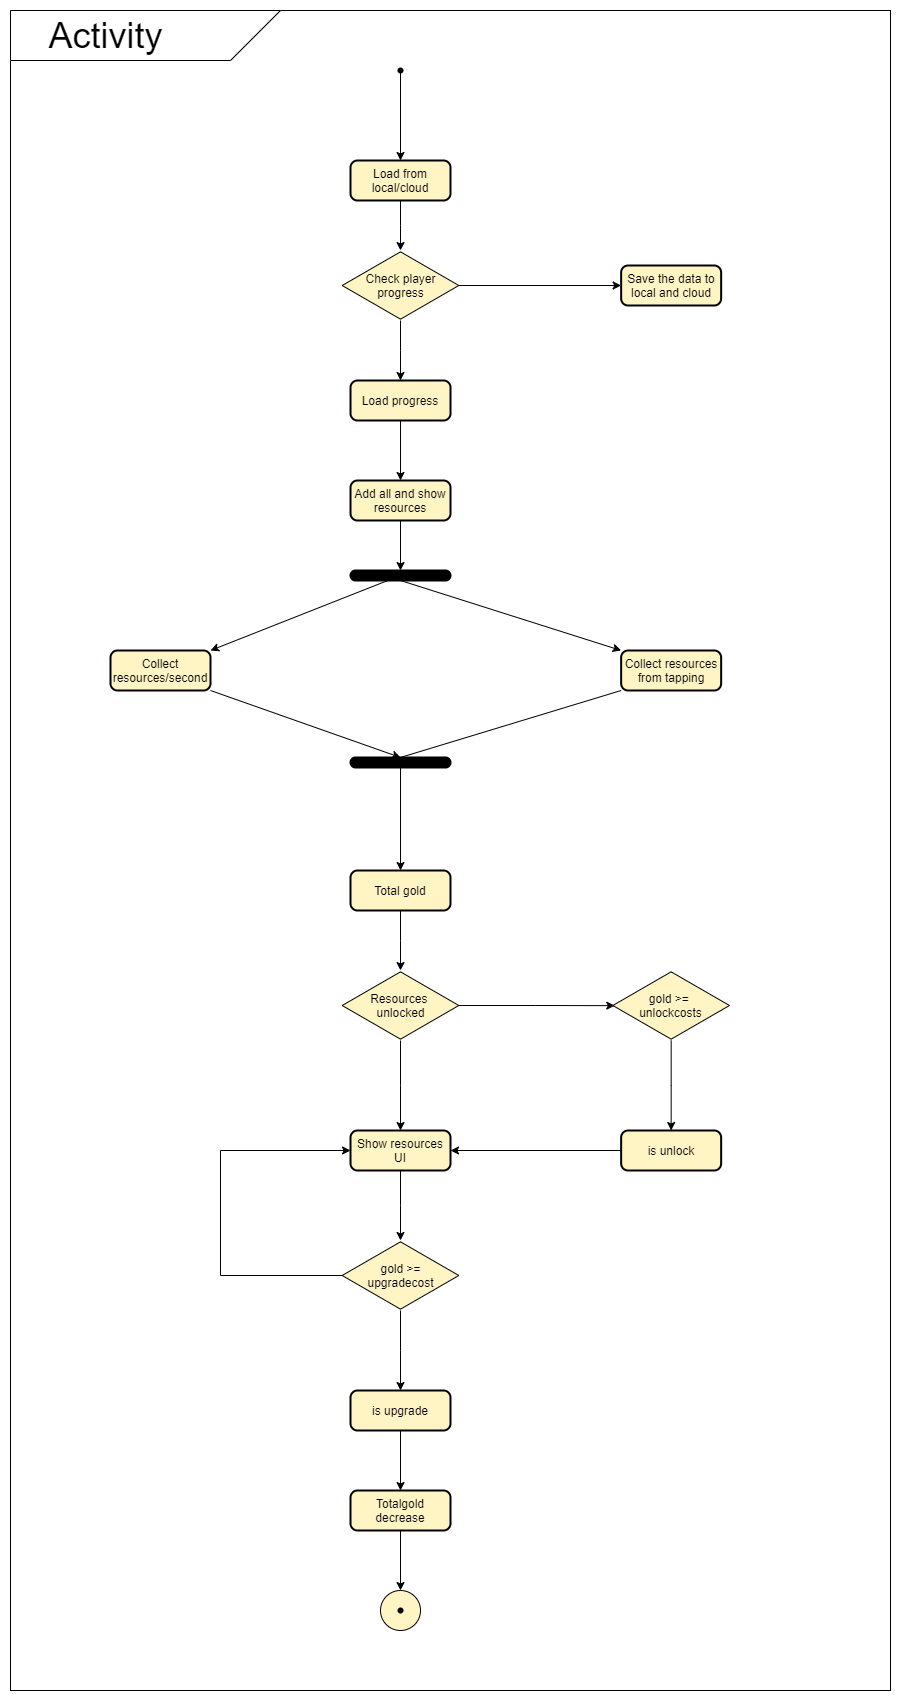 Activity
Load from
local/cloud
Check player
progress
Save the data to
local and cloud
Load progress
Add all and show
resources
Collect
resources/second
Collect resources
from tapping
Total gold
Resources
unlocked
gold >=
unlockcosts
Show resources
UI
is unlock
gold >=
upgradecost
is upgrade
Totalgold
decrease